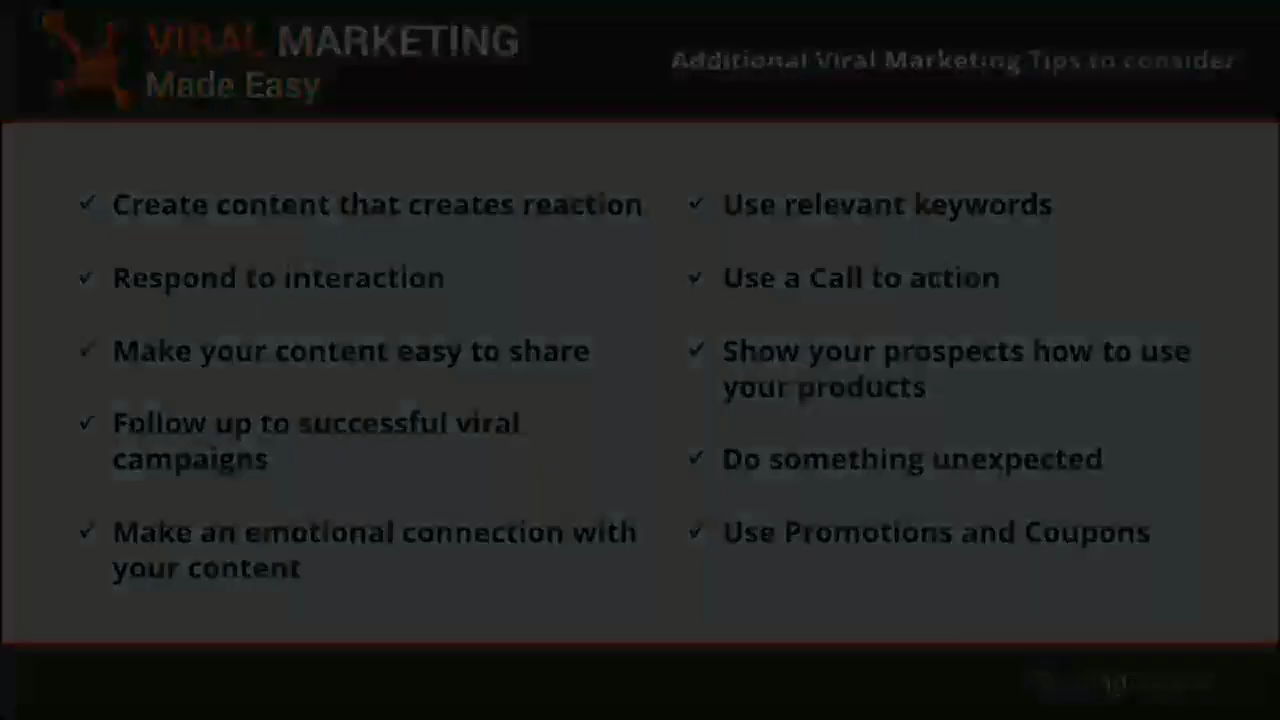 VIRAL MARKETING
Made Easy
Additional Viral Marketing Tips to consider
✓ Create content that creates reaction
✓ Respond to interaction
✓ Make your content easy to share
✓ Follow up to successful viral
campaigns
✓ Make an emotional connection with
your content
✓ Use relevant keywords
✓ Use a Call to action
✓ Show your prospects how to use
your products
✓ Do something unexpected
✓ Use Promotions and Coupons